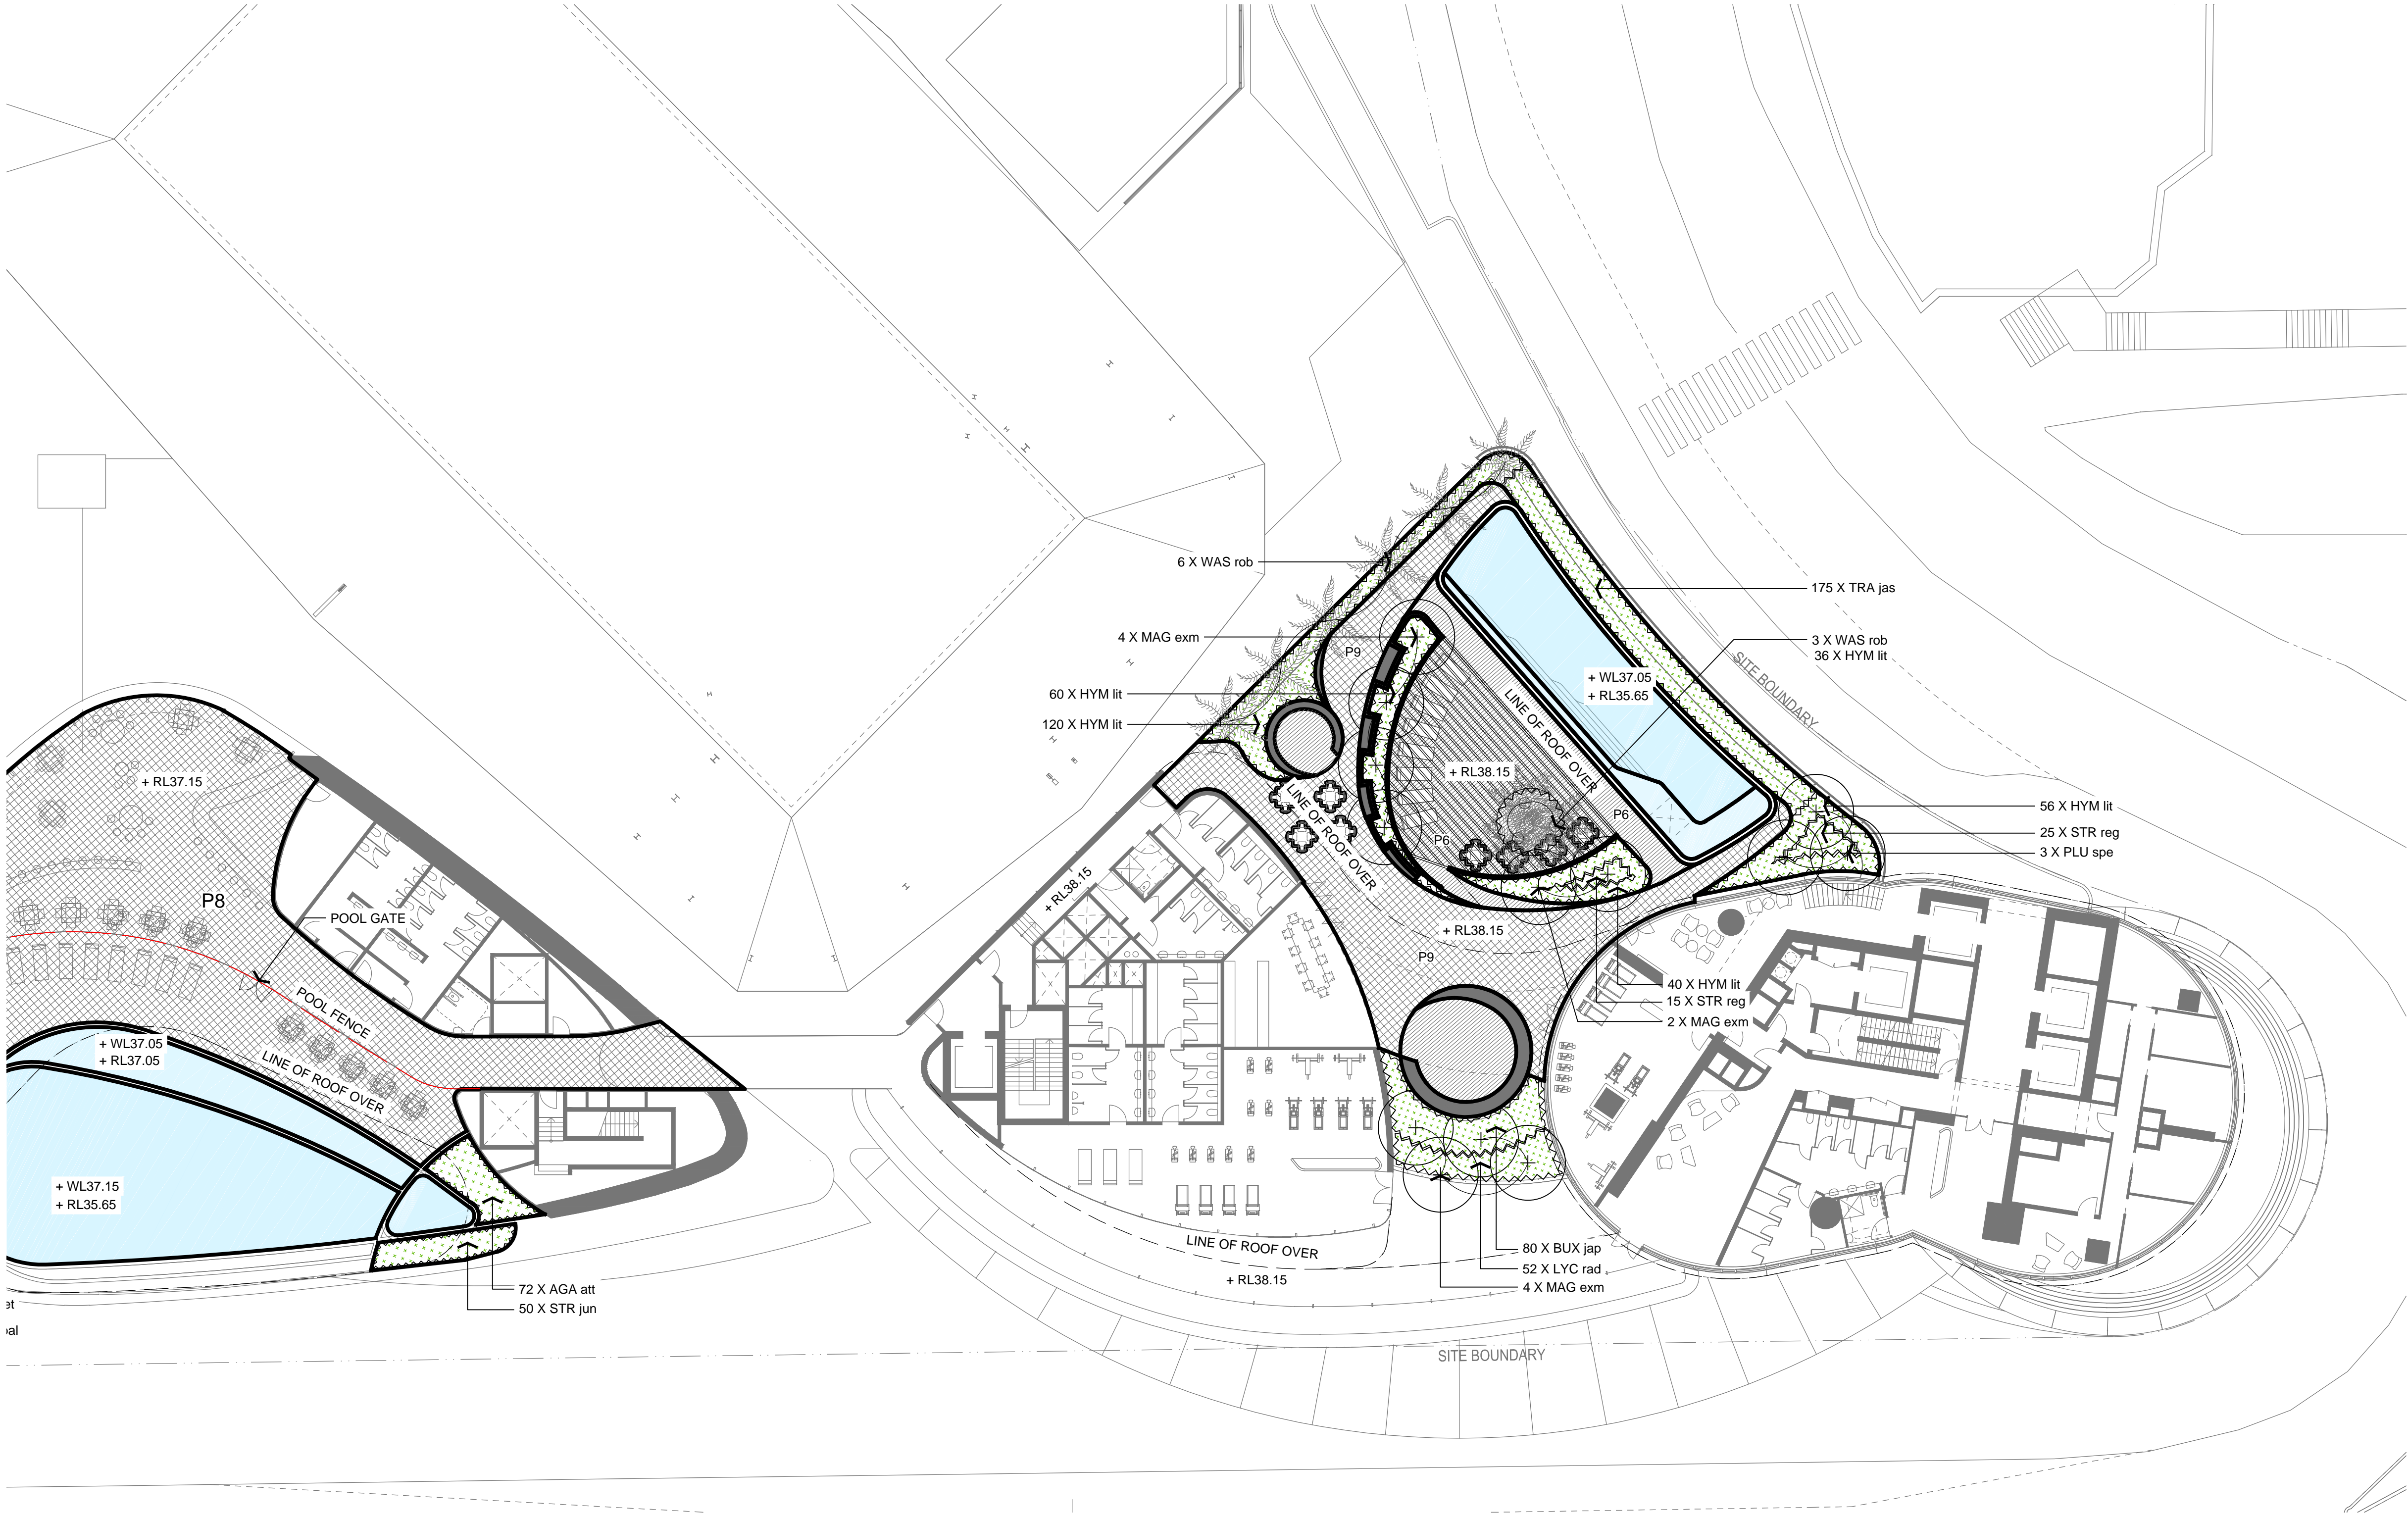 6 X WAS rob
175 X TRA jas
4 X MAG exm
P9
3 X WAS rob
36 X HYM lit
SITE BOUNDARY
+ WL37.05
+ RL35.65
60 X HYM lit
LINE OF ROOF OVER
120 X HYM lit
+ RL37.15
+ RL38.15
LINE OF ROOF OVER
56 X HYM lit
P6
P6
25 X STR reg
3 X PLU spe
+ RL38.15
P8
POOL GATE
+ RL38.15
P9
40 X HYM lit
15 X STR reg
2 X MAG exm
POOL FENCE
+ WL37.05
+ RL37.05
LINE OF ROOF OVER
+ WL37.15
+ RL35.65
LINE OF ROOF OVER
80 X BUX jap
52 X LYC rad
4 X MAG exm
+ RL38.15
72 X AGA att
50 X STR jun
et
SITE BOUNDARY